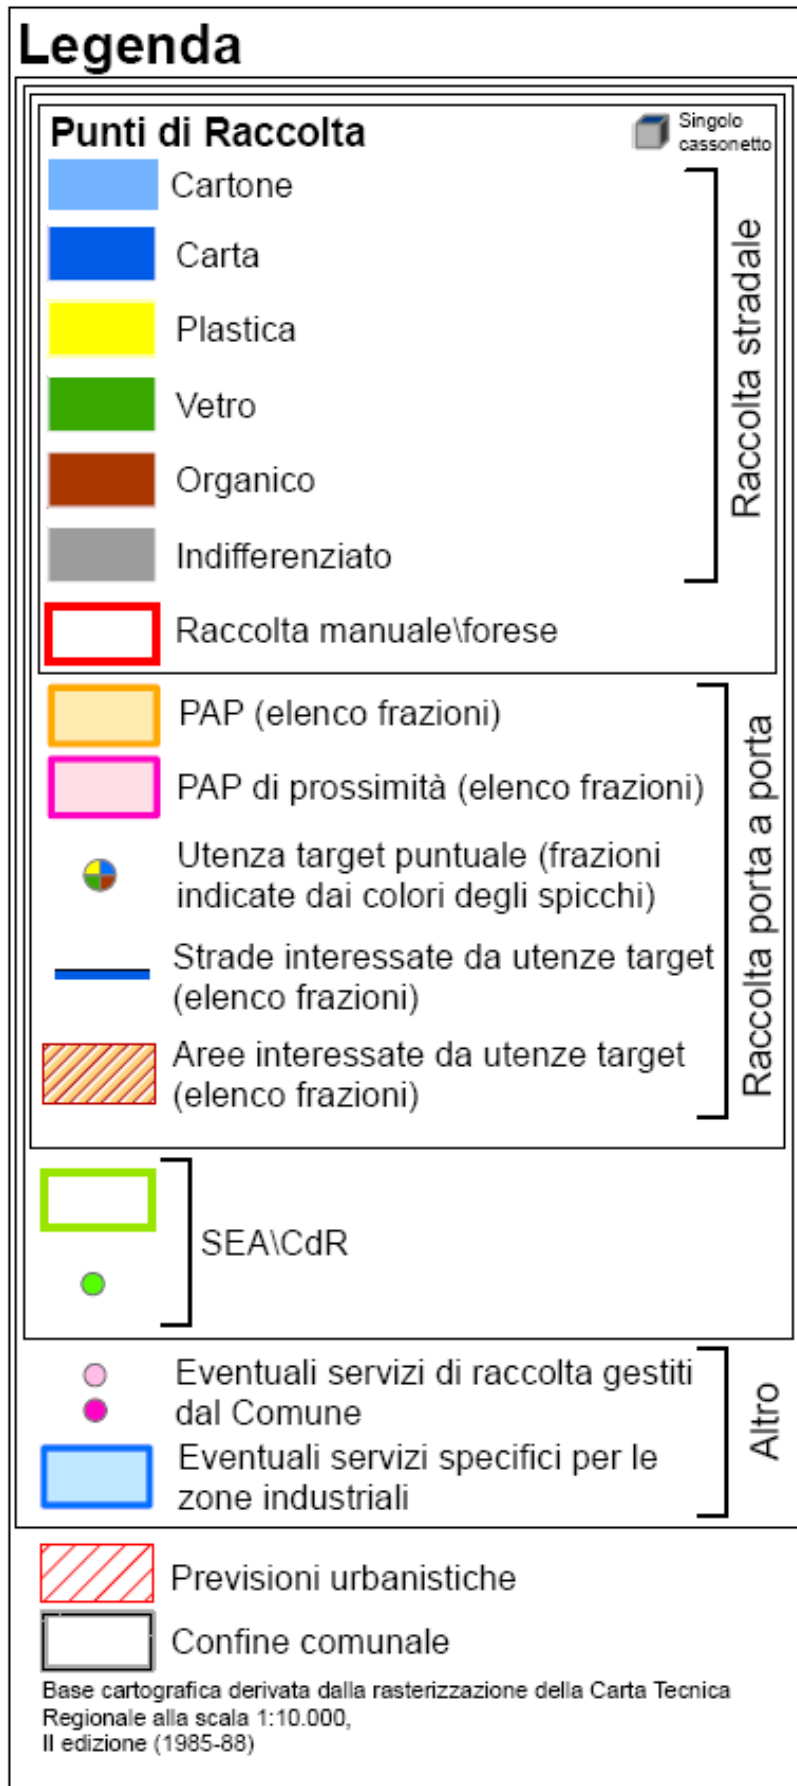 Legenda
Punti di Raccolta
Singolo
cassonetto
Cartone
Carta
Plastica
Vetro
Organico
Indifferenziato
Raccolta stradale
Raccolta manuale\forese
PAP (elenco frazioni)
PAP di prossimità (elenco frazioni)
Utenza target puntuale (frazioni
indicate dai colori degli spicchi)
Strade interessate da utenze target
(elenco frazioni)
Aree interessate da utenze target
(elenco frazioni)
Raccolta porta a porta
SEA\CdR
Eventuali servizi di raccolta gestiti
dal Comune
Eventuali servizi specifici per le
zone industriali
Altro
Previsioni urbanistiche
Confine comunale
Base cartografica derivata dalla rasterizzazione della Carta Tecnica
Regionale alla scala 1:10.000,
II edizione (1985-88)